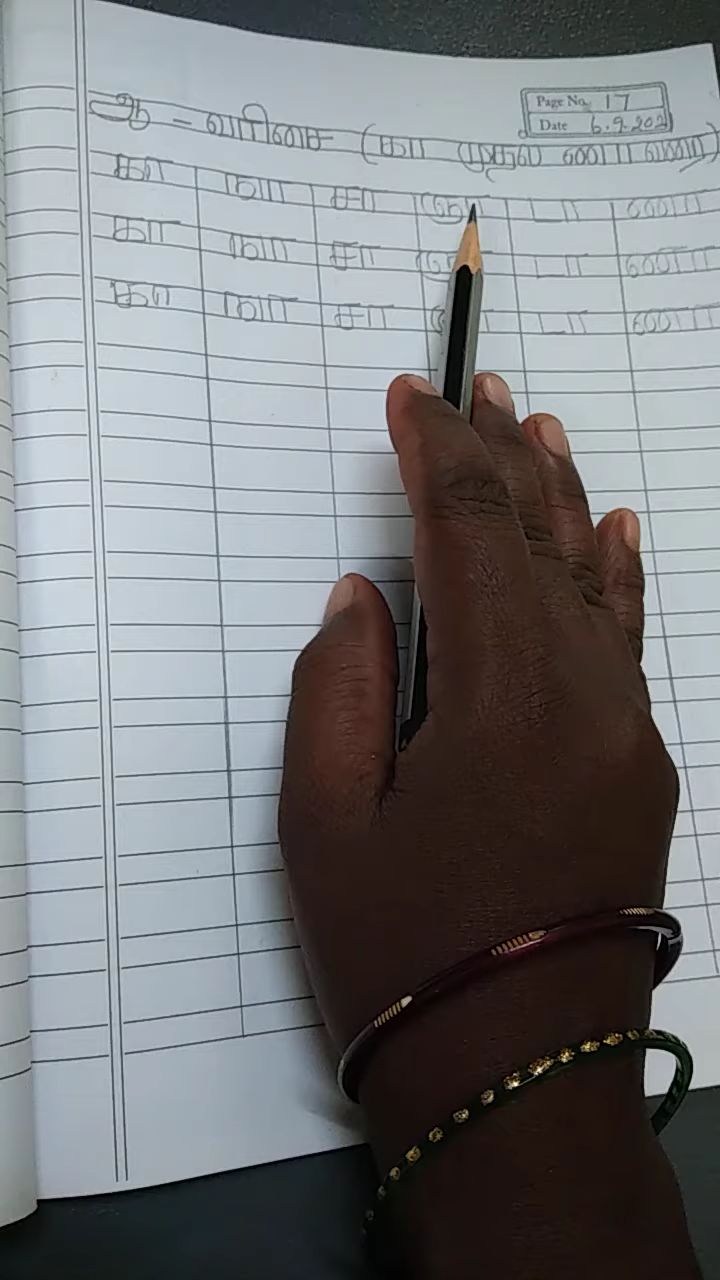 Page No. 17
Date 6.9.202
ஆ - வரிசை (கா முதல் ணா வரை)
கா ஙா சா ஞா டா ணா
கா ஙா சா டா ணா
கா ஙா சா டா ணா